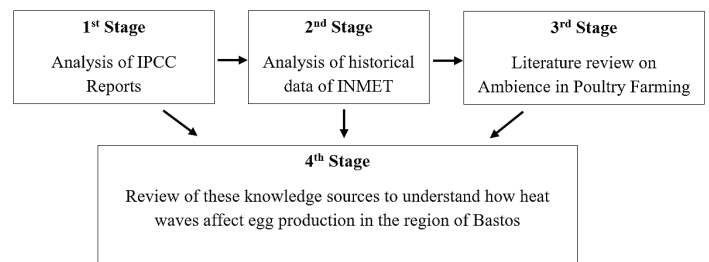 1st Stage
Analysis of IPCC
Reports
2nd Stage
Analysis of historical
data of INMET
3rd Stage
Literature review on
Ambience in Poultry Farming
4th Stage
Review of these knowledge sources to understand how heat
waves affect egg production in the region of Bastos